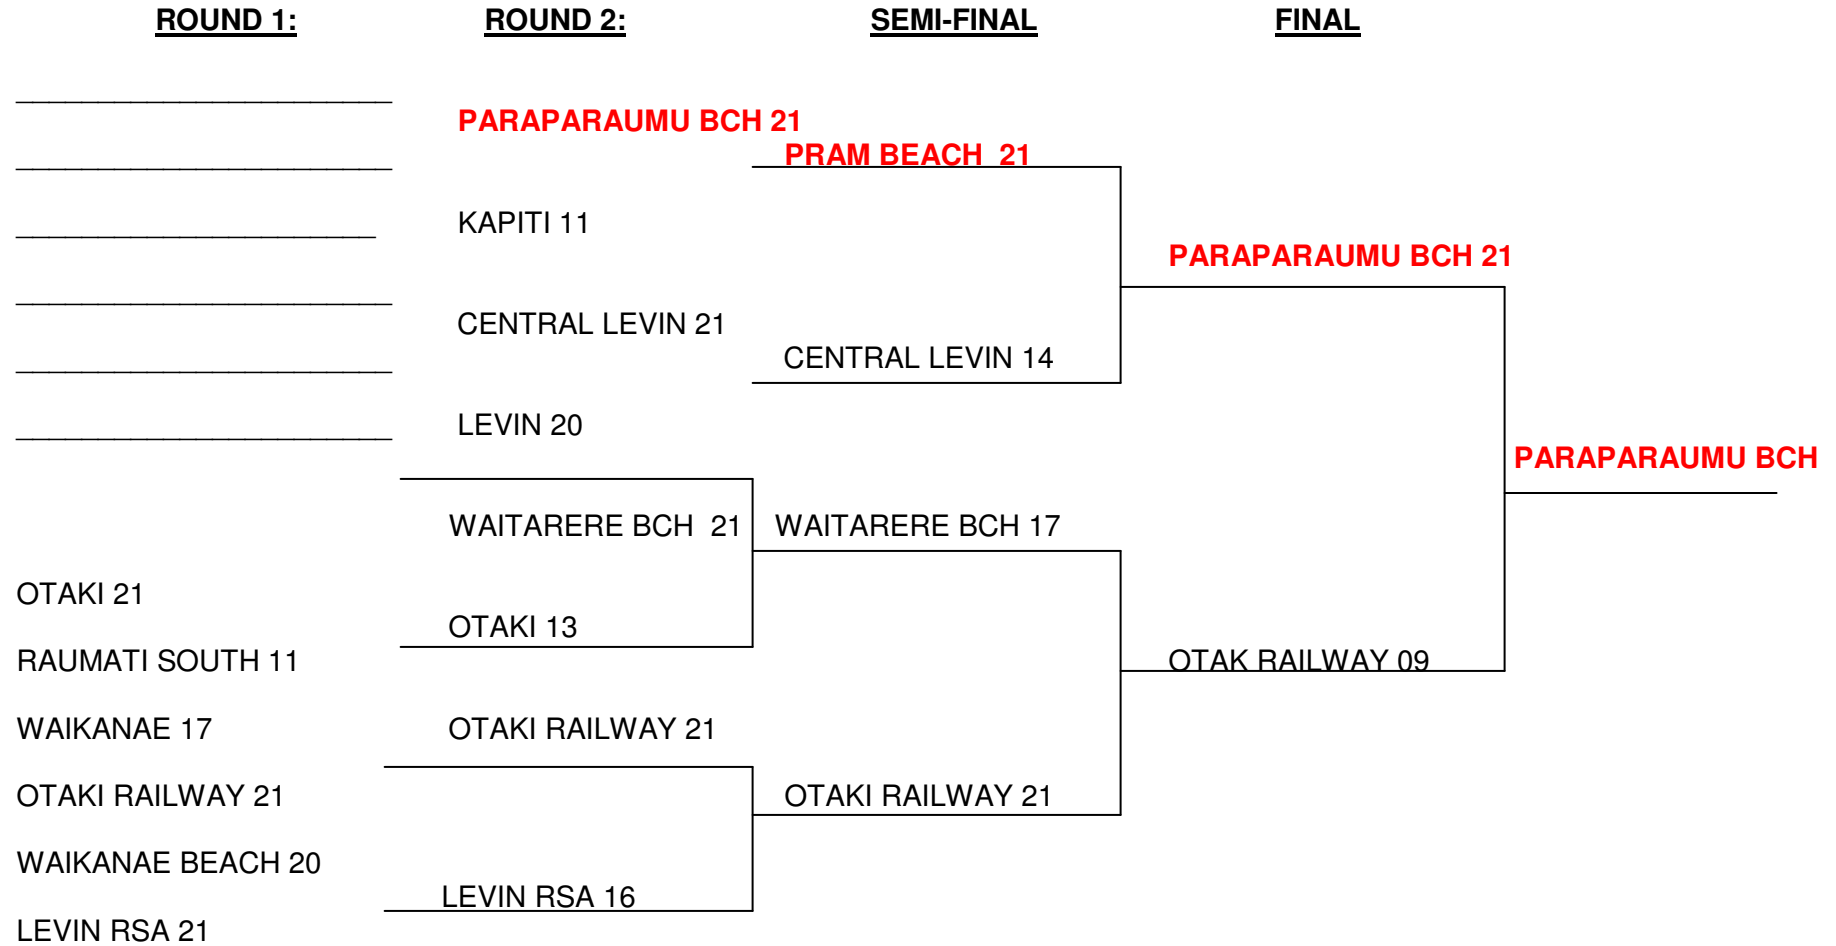 ROUND 1: ROUND 2: SEMI-FINAL FINAL
PARAPARAUMU BCH 21
PRAM BEACH 21
KAPITI 11
PARAPARAUMU BCH 21
CENTRAL LEVIN 21
CENTRAL LEVIN 14
LEVIN 20
PARAPARAUMU BCH
WAITARERE BCH 21 WAITARERE BCH 17
OTAKI 21
OTAKI 13
RAUMATI SOUTH 11 OTAK RAILWAY 09
WAIKANAE 17 OTAKI RAILWAY 21
OTAKI RAILWAY 21 OTAKI RAILWAY 21
WAIKANAE BEACH 20
LEVIN RSA 16
LEVIN RSA 21